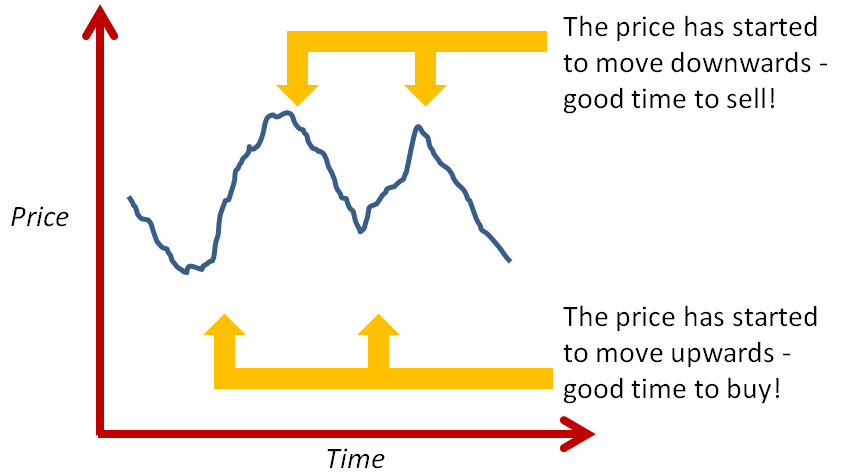 The price has started
to move downwards -
good time to sell!
Price
The price has started
to move upwards -
good time to buy!
Time